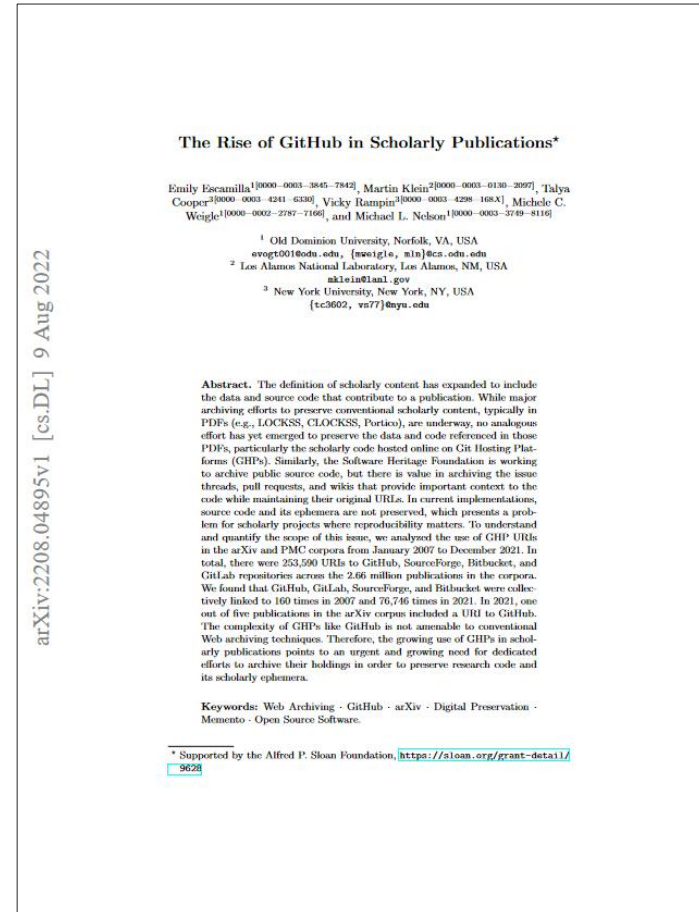 The Rise of GitHub in Scholarly Publications*
Emily Escamilla1[0000−0003−3845−7842], Martin Klein2[0000−0003−0130−2097], Talya
Cooper3[0000−0003−4241−6330], Vicky Rampin3[0000−0003−4298−168X], Michele C.
Weigle1[0000−0002−2787−7166], and Michael L. Nelson1[0000−0003−3749−8116]
1 Old Dominion University, Norfolk, VA, USA
evogt001@odu.edu, {mweigle, mln}@cs.odu.edu
2 Los Alamos National Laboratory, Los Alamos, NM, USA
mklein@lanl.gov
3 New York University, New York, NY, USA
{tc3602, vs77}@nyu.edu
arXiv:2208.04895v1 [cs.DL] 9 Aug 2022
Abstract. The definition of scholarly content has expanded to include
the data and source code that contribute to a publication. While major
archiving efforts to preserve conventional scholarly content, typically in
PDFs (e.g., LOCKSS, CLOCKSS, Portico), are underway, no analogous
effort has yet emerged to preserve the data and code referenced in those
PDFs, particularly the scholarly code hosted online on Git Hosting Plat-
forms (GHPs). Similarly, the Software Heritage Foundation is working
to archive public source code, but there is value in archiving the issue
threads, pull requests, and wikis that provide important context to the
code while maintaining their original URLs. In current implementations,
source code and its ephemera are not preserved, which presents a prob-
lem for scholarly projects where reproducibility matters. To understand
and quantify the scope of this issue, we analyzed the use of GHP URIs
in the arXiv and PMC corpora from January 2007 to December 2021. In
total, there were 253,590 URIs to GitHub, SourceForge, Bitbucket, and
GitLab repositories across the 2.66 million publications in the corpora.
We found that GitHub, GitLab, SourceForge, and Bitbucket were collec-
tively linked to 160 times in 2007 and 76,746 times in 2021. In 2021, one
out of five publications in the arXiv corpus included a URI to GitHub.
The complexity of GHPs like GitHub is not amenable to conventional
Web archiving techniques. Therefore, the growing use of GHPs in schol-
arly publications points to an urgent and growing need for dedicated
efforts to archive their holdings in order to preserve research code and
its scholarly ephemera.
Keywords: Web Archiving · GitHub · arXiv · Digital Preservation ·
Memento · Open Source Software.
* Supported by the Alfred P. Sloan Foundation, https://sloan.org/grant-detail/
9628